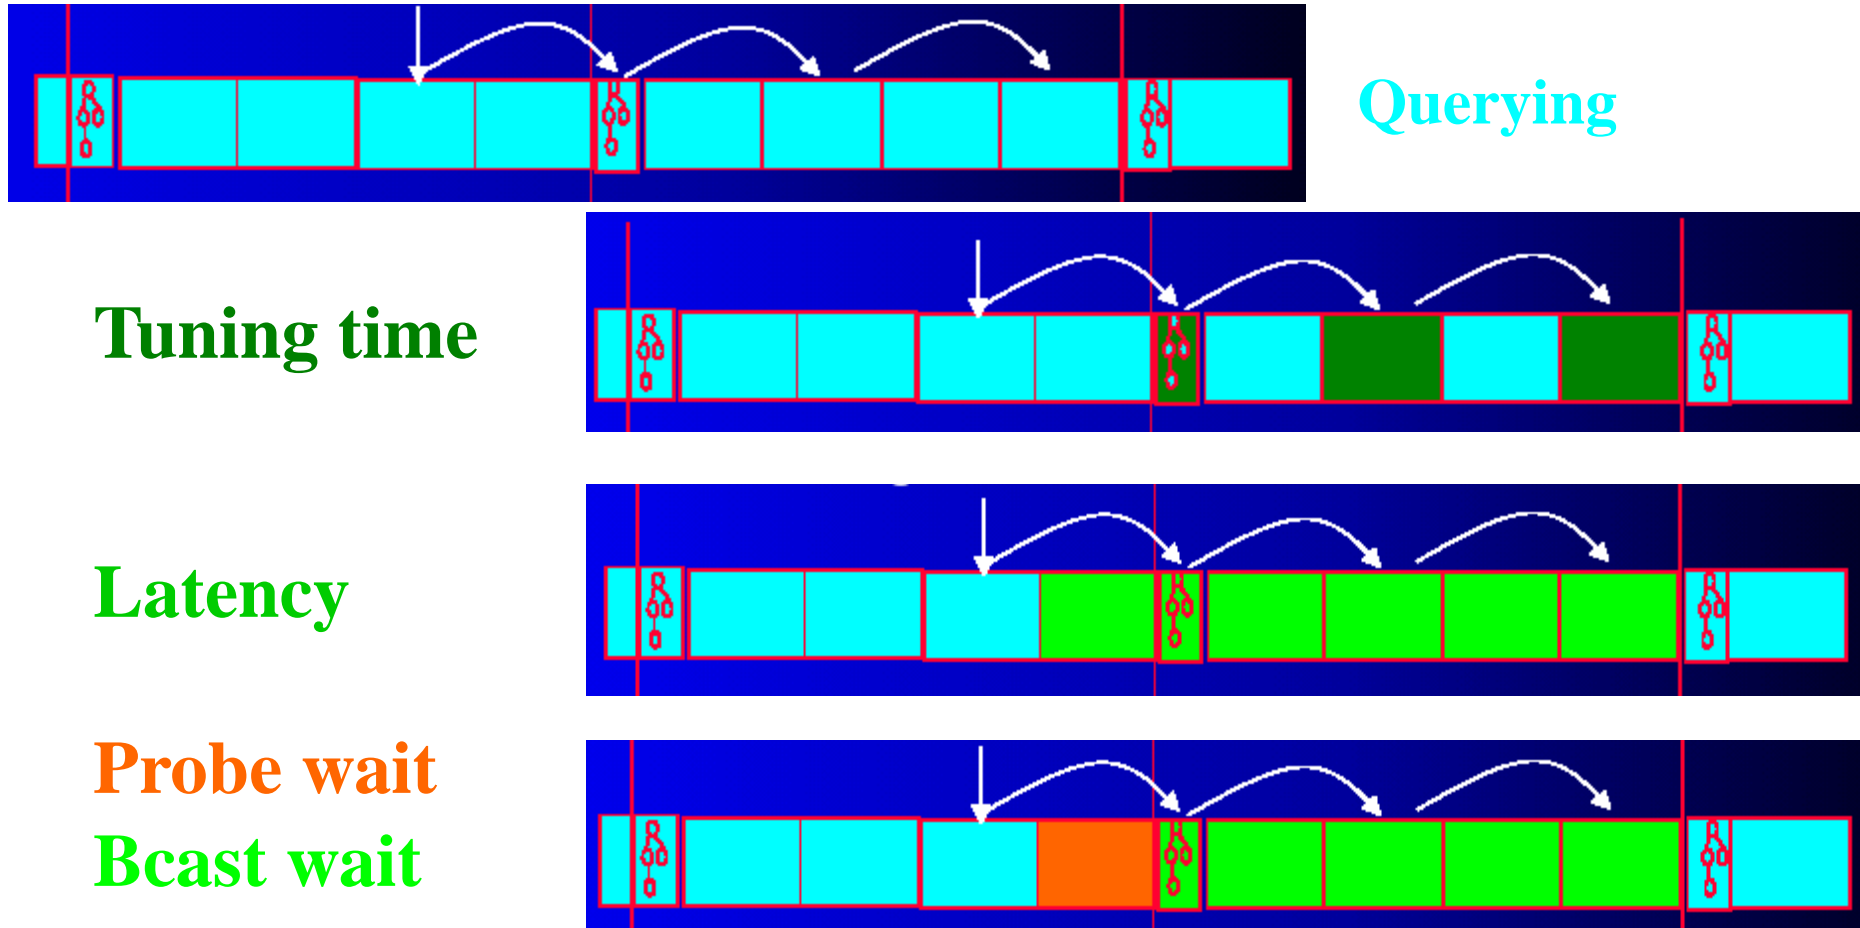 Querying
Tuning time
Latency
Probe wait
Bcast wait